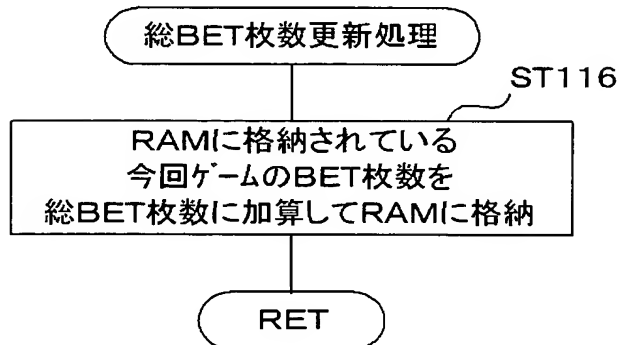 総BET枚数更新処理
ST116
RAMに格納されている
今回ゲームのBET枚数を
総BET枚数に加算してRAMに格納
RET